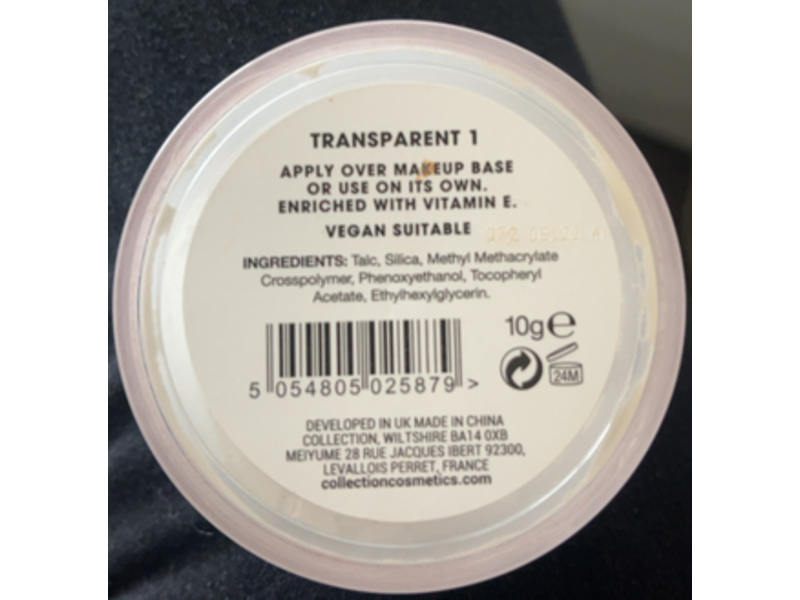 TRANSPARENT 1
APPLY OVER MAKEUP BASE
OR USE ON ITS OWN.
ENRICHED WITH VITAMIN E.
VEGAN SUITABLE
INGREDIENTS: Talc, Silica, Methyl Methacrylate
Crosspolymer, Phenoxyethanol, Tocopheryl
Acetate, Ethylhexylglycerin.
10g℮
24M
5 054805 025879 >
DEVELOPED IN UK MADE IN CHINA
COLLECTION, WILTSHIRE BA14 0XB
MEIYUME 28 RUE JACQUES IBERT 92300,
LEVALLOIS PERRET, FRANCE
collectioncosmetics.com